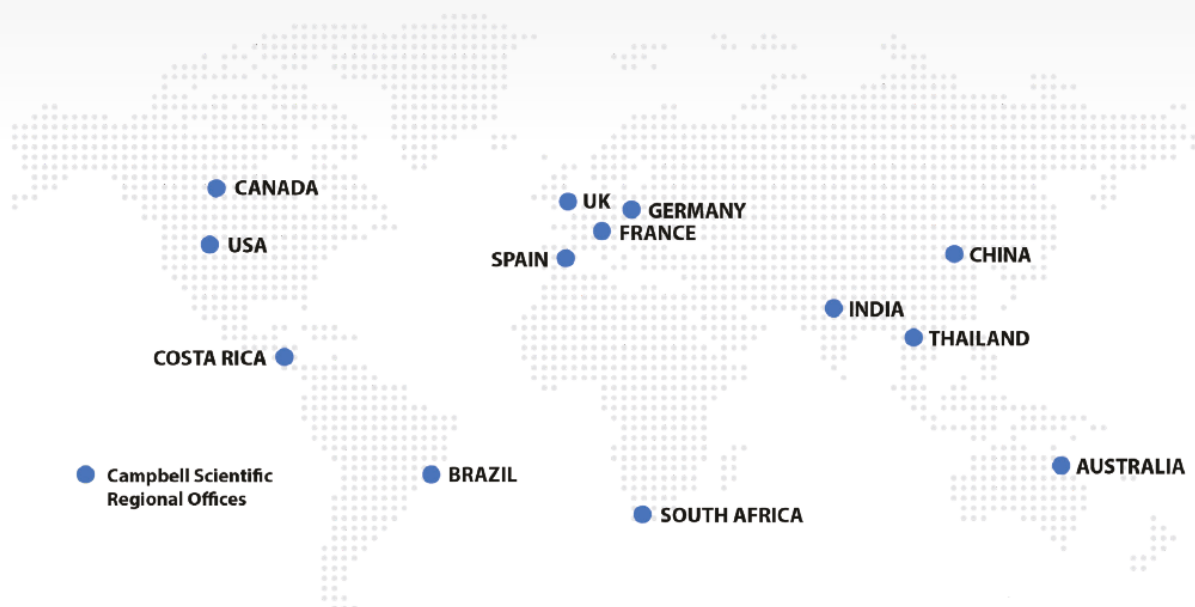 CANADA
UK
GERMANY
FRANCE
USA
SPAIN
CHINA
INDIA
THAILAND
COSTA RICA
AUSTRALIA
Campbell Scientific
Regional Offices
BRAZIL
SOUTH AFRICA